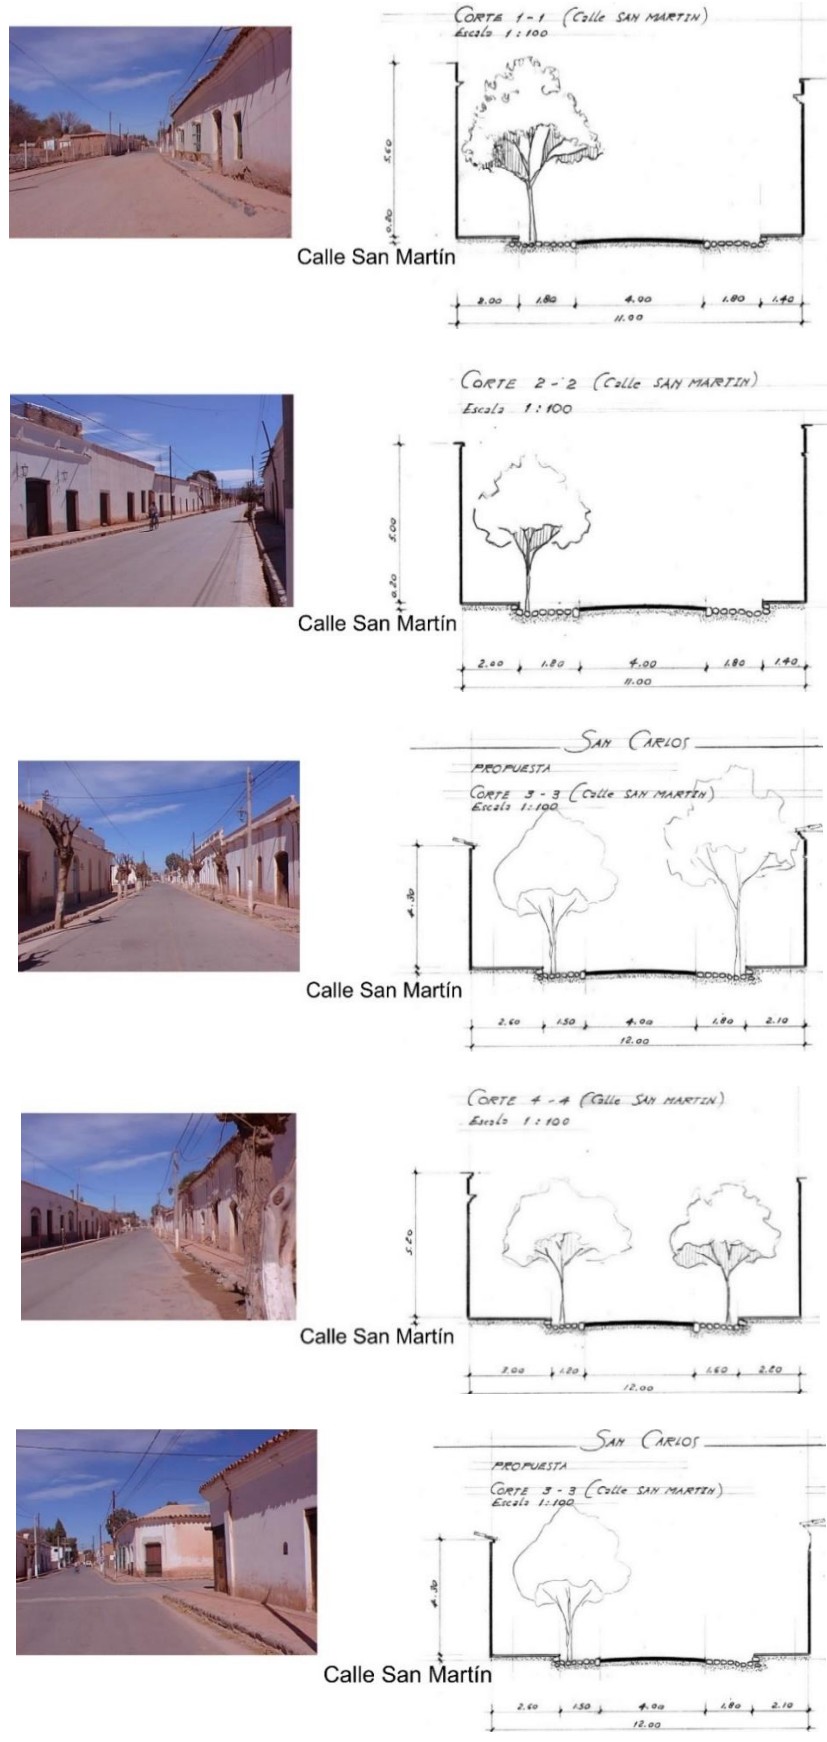 CORTE 1-1 (Calle SAN MARTIN)
Escala 1:100
5.60
0.20
Calle San Martín
2.00 1.80 4.00 1.80 1.40
11.00
CORTE 2-2 (Calle SAN MARTIN)
Escala 1:100
5.00
0.20
Calle San Martín
2.00 1.80 4.00 1.80 1.40
11.00
SAN CARLOS
PROPUESTA
CORTE 3-3 (Calle SAN MARTIN)
Escala 1:100
4.30
Calle San Martín
2.60 1.50 4.00 1.80 2.10
12.00
CORTE 4-4 (Calle SAN MARTIN)
Escala 1:100
5.20
Calle San Martín
3.00 1.20 1.60 2.20
12.00
SAN CARLOS
PROPUESTA
CORTE 3-3 (Calle SAN MARTIN)
Escala 1:100
4.30
Calle San Martín
2.60 1.50 4.00 1.80 2.10
12.00